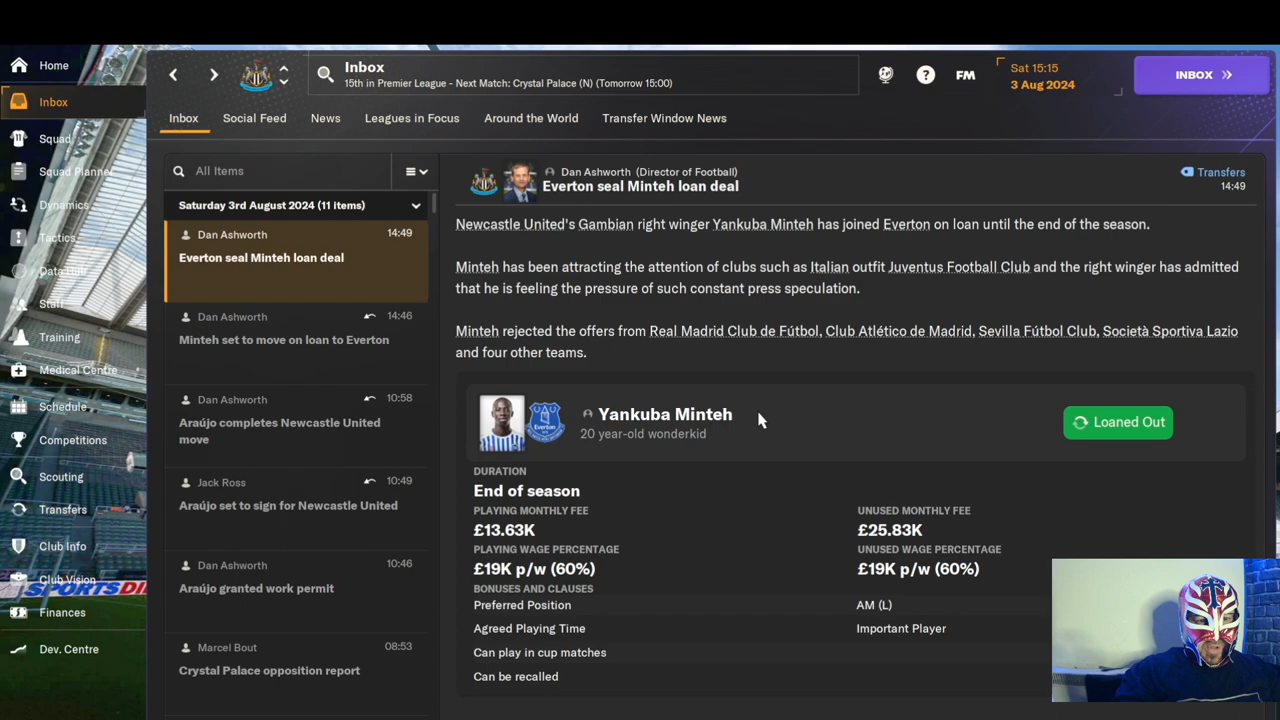 Home
Inbox
Squad
Squad Planner
Dynamics
Tactics
Data Hub
Staff
Training
Medical Centre
Schedule
Competitions
Scouting
Transfers
Club Info
Club Vision
SPORTS DI
Finances
Dev. Centre
Inbox
15th in Premier League - Next Match: Crystal Palace (N) (Tomorrow 15:00)
?
FM
Sat 15:15
3 Aug 2024
INBOX
Inbox
Social Feed
News
Leagues in Focus
Around the World
Transfer Window News
All Items
Saturday 3rd August 2024 (11 items)
Dan Ashworth
14:49
Everton seal Minteh loan deal
Dan Ashworth
14:46
Minteh set to move on loan to Everton
Dan Ashworth
10:58
Araújo completes Newcastle United
move
Jack Ross
10:49
Araújo set to sign for Newcastle United
Dan Ashworth
10:46
Araújo granted work permit
Marcel Bout
08:53
Crystal Palace opposition report
Dan Ashworth (Director of Football)
Everton seal Minteh loan deal
Transfers
14:49
Newcastle United's Gambian right winger Yankuba Minteh has joined Everton on loan until the end of the season.
Minteh has been attracting the attention of clubs such as Italian outfit Juventus Football Club and the right winger has admitted
that he is feeling the pressure of such constant press speculation.
Minteh rejected the offers from Real Madrid Club de Fútbol, Club Atlético de Madrid, Sevilla Fútbol Club, Società Sportiva Lazio
and four other teams.
Everton
Yankuba Minteh
20 year-old wonderkid
Loaned Out
DURATION
End of season
PLAYING MONTHLY FEE
£13.63K
UNUSED MONTHLY FEE
£25.83K
PLAYING WAGE PERCENTAGE
£19K p/w (60%)
UNUSED WAGE PERCENTAGE
£19K p/w (60%)
BONUSES AND CLAUSES
Preferred Position
AM (L)
Agreed Playing Time
Important Player
Can play in cup matches
Can be recalled